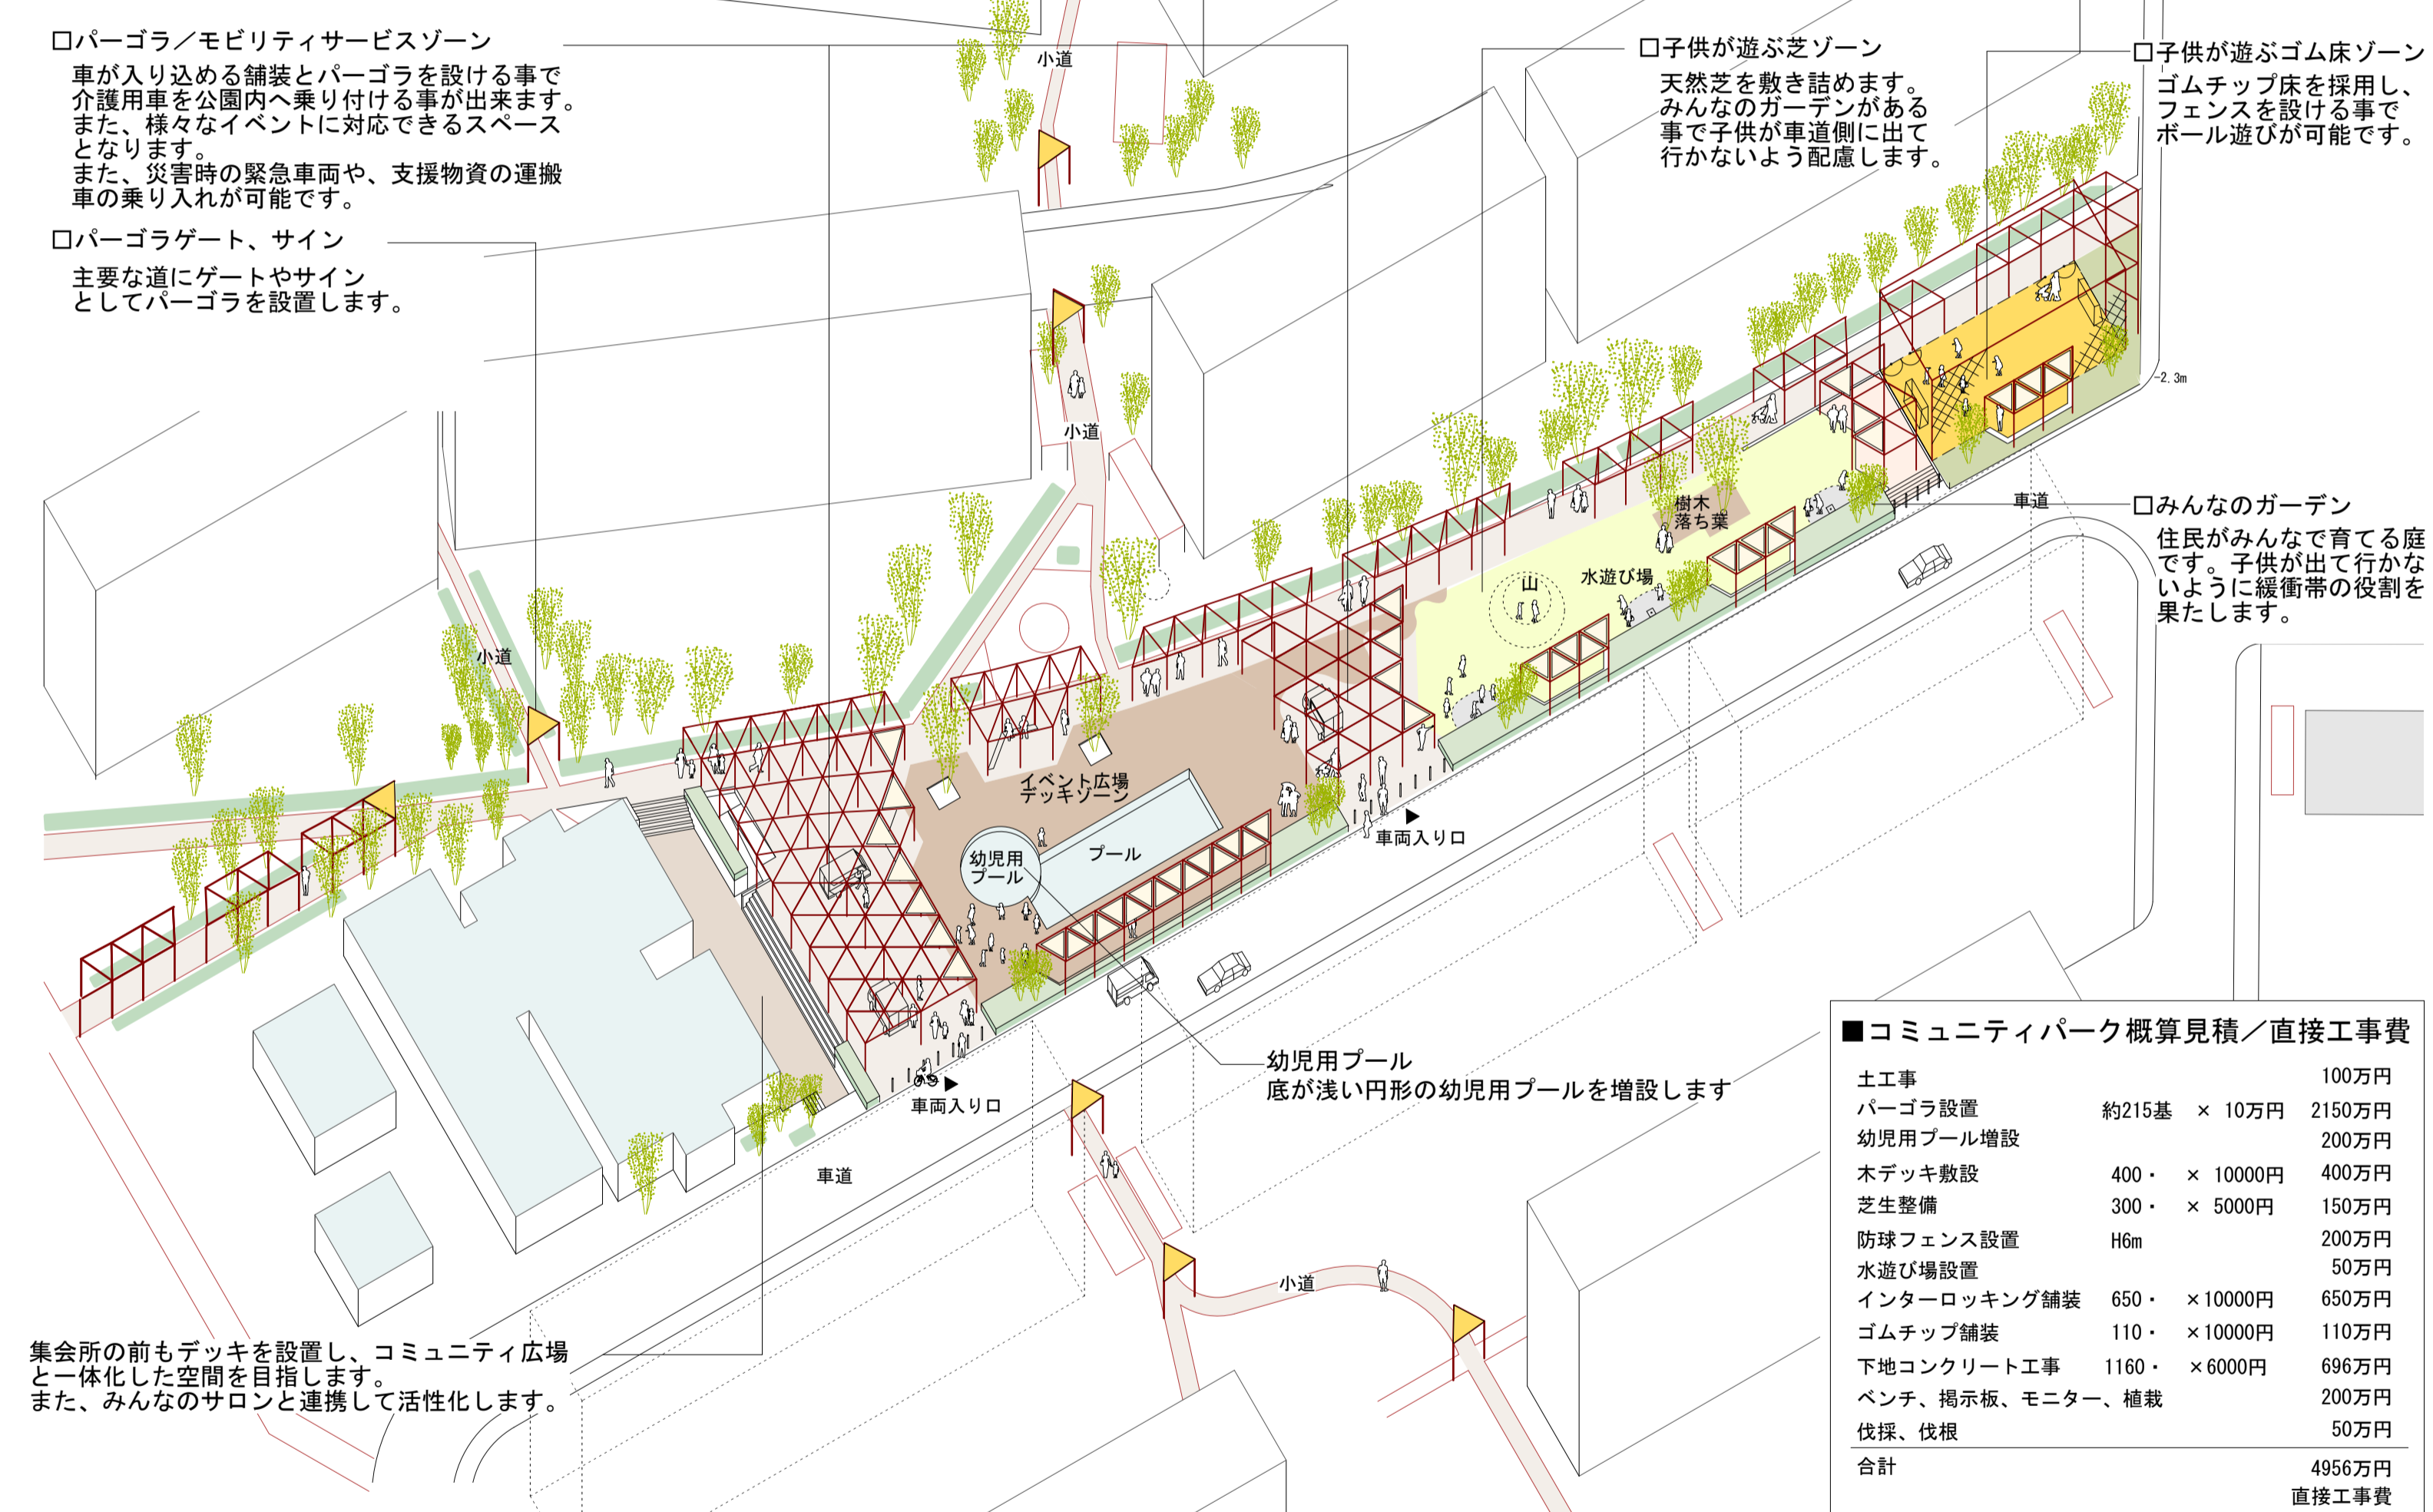 □パーゴラ／モビリティサービスゾーン
車が入り込める舗装とパーゴラを設ける事で
介護用車を公園内へ乗り付ける事が出来ます。
また、様々なイベントに対応できるスペース
となります。
また、災害時の緊急車両や、支援物資の運搬
車の乗り入れが可能です。
□パーゴラゲート、サイン
主要な道にゲートやサイン
としてパーゴラを設置します。
□子供が遊ぶ芝ゾーン
天然芝を敷き詰めます。
みんなのガーデンがある
事で子供が車道側に出て
行かないよう配慮します。
□子供が遊ぶゴム床ゾーン
ゴムチップ床を採用し、
フェンスを設ける事で
ボール遊びが可能です。
小道
小道
小道
-2.3m
車道
□みんなのガーデン
住民がみんなで育てる庭
です。子供が出て行かな
いように緩衝帯の役割を
果たします。
樹木
落ち葉
水遊び場
山
イベント広場
デッキゾーン
幼児用
プール
プール
▶
車両入り口
▶
車両入り口
幼児用プール
底が浅い円形の幼児用プールを増設します
車道
小道
集会所の前もデッキを設置し、コミュニティ広場
と一体化した空間を目指します。
また、みんなのサロンと連携して活性化します。
■コミュニティパーク概算見積／直接工事費
土工事 100万円
パーゴラ設置 約215基 × 10万円 2150万円
幼児用プール増設 200万円
木デッキ敷設 400・ × 10000円 400万円
芝生整備 300・ × 5000円 150万円
防球フェンス設置 H6m 200万円
水遊び場設置 50万円
インターロッキング舗装 650・ ×10000円 650万円
ゴムチップ舗装 110・ ×10000円 110万円
下地コンクリート工事 1160・ ×6000円 696万円
ベンチ、掲示板、モニター、植栽 200万円
伐採、伐根 50万円
合計 4956万円
直接工事費